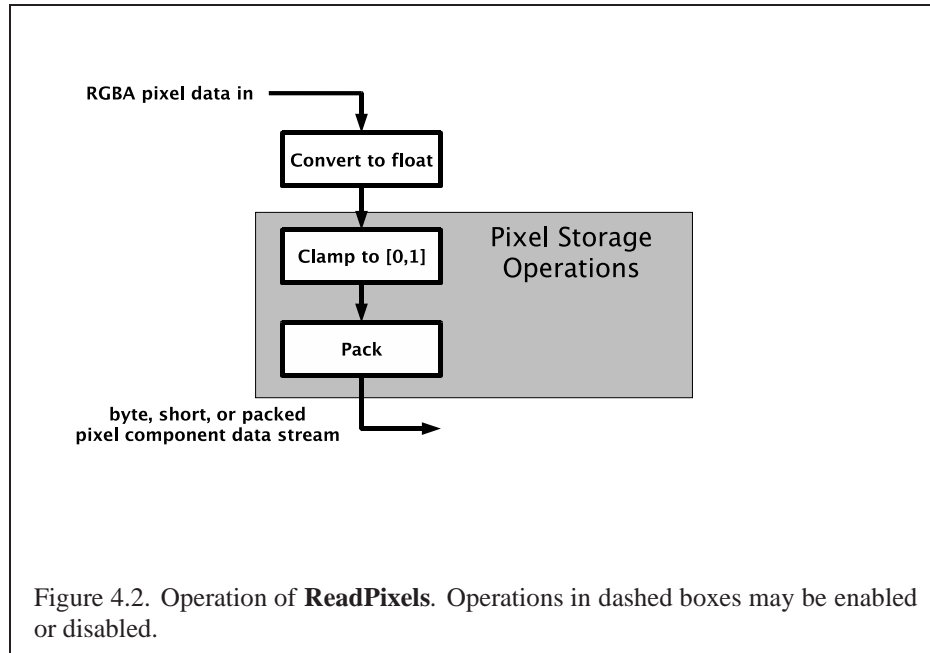 RGBA pixel data in
Convert to float
Pixel Storage
Operations
Clamp to [0,1]
Pack
byte, short, or packed
pixel component data stream
Figure 4.2. Operation of ReadPixels. Operations in dashed boxes may be enabled
or disabled.